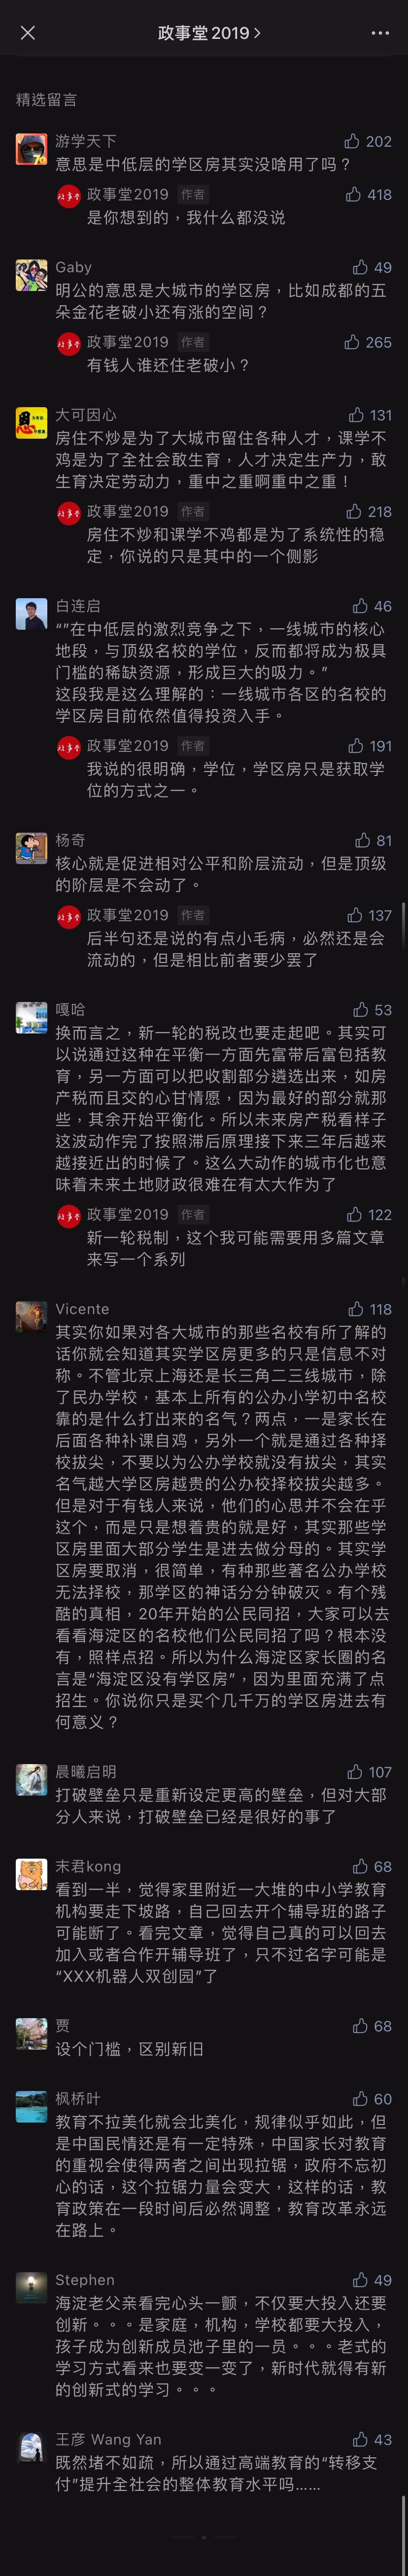 政事堂2019
精选留言
游学天下
202
意思是中低层的学区房其实没啥用了吗？
政事堂2019 作者
418
是你想到的，我什么都没说
Gaby
49
明公的意思是大城市的学区房，比如成都的五
朵金花老破小还有涨的空间？
政事堂2019 作者
265
有钱人谁还住老破小？
大可因心
131
房住不炒是为了大城市留住各种人才，课学不
鸡是为了全社会敢生育，人才决定生产力，敢
生育决定劳动力，重中之重啊重中之重！
政事堂2019 作者
218
房住不炒和课学不鸡都是为了系统性的稳
定，你说的只是其中的一个侧影
白连启
46
“”在中低层的激烈竞争之下，一线城市的核心
地段，与顶级名校的学位，反而都将成为极具
门槛的稀缺资源，形成巨大的吸力。”
这段我是这么理解的：一线城市各区的名校的
学区房目前依然值得投资入手。
政事堂2019 作者
191
我说的很明确，学位，学区房只是获取学
位的方式之一。
杨奇
81
核心就是促进相对公平和阶层流动，但是顶级
的阶层是不会动了。
政事堂2019 作者
137
后半句还是说的有点小毛病，必然还是会
流动的，但是相比前者要少罢了
嘎哈
53
换而言之，新一轮的税改也要走起吧。其实可
以说通过这种在平衡一方面先富带后富包括教
育，另一方面可以把收割部分遴选出来，如房
产税而且交的心甘情愿，因为最好的部分就那
些，其余开始平衡化。所以未来房产税看样子
这波动作完了按照滞后原理接下来三年后越来
越接近出的时候了。这么大动作的城市化也意
味着未来土地财政很难在有太大作为了
政事堂2019 作者
122
新一轮税制，这个我可能需要用多篇文章
来写一个系列
Vicente
118
其实你如果对各大城市的那些名校有所了解的
话你就会知道其实学区房更多的只是信息不对
称。不管北京上海还是长三角二三线城市，除
了民办学校，基本上所有的公办小学初中名校
靠的是什么打出来的名气？两点，一是家长在
后面各种补课自鸡，另外一个就是通过各种择
校拔尖，不要以为公办学校就没有拔尖，其实
名气越大学区房越贵的公办校择校拔尖越多。
但是对于有钱人来说，他们的心思并不会在乎
这个，而是只是想着贵的就是好，其实那些学
区房里面大部分学生是进去做分母的。其实学
区房要取消，很简单，有种那些著名公办学校
无法择校，那学区的神话分分钟破灭。有个残
酷的真相，20年开始的公民同招，大家可以去
看看海淀区的名校他们公民同招了吗？根本没
有，照样点招。所以为什么海淀区家长圈的名
言是“海淀区没有学区房”，因为里面充满了点
招生。你说你只是买个几千万的学区房进去有
何意义？
晨曦启明
107
打破壁垒只是重新设定更高的壁垒，但对大部
分人来说，打破壁垒已经是很好的事了
末君kong
68
看到一半，觉得家里附近一大堆的中小学教育
机构要走下坡路，自己回去开个辅导班的路子
可能断了。看完文章，觉得自己真的可以回去
加入或者合作开辅导班了，只不过名字可能是
“XXX机器人双创园”了
贾
68
设个门槛，区别新旧
枫桥叶
60
教育不拉美化就会北美化，规律似乎如此，但
是中国民情还是有一定特殊，中国家长对教育
的重视会使得两者之间出现拉锯，政府不忘初
心的话，这个拉锯力量会变大，这样的话，教
育政策在一段时间后必然调整，教育改革永远
在路上。
Stephen
49
海淀老父亲看完心头一颤，不仅要大投入还要
创新。。。是家庭，机构，学校都要大投入，
孩子成为创新成员池子里的一员。。。老式的
学习方式看来也要变一变了，新时代就得有新
的创新式的学习。。。
王彦 Wang Yan
43
既然堵不如疏，所以通过高端教育的“转移支
付”提升全社会的整体教育水平吗……